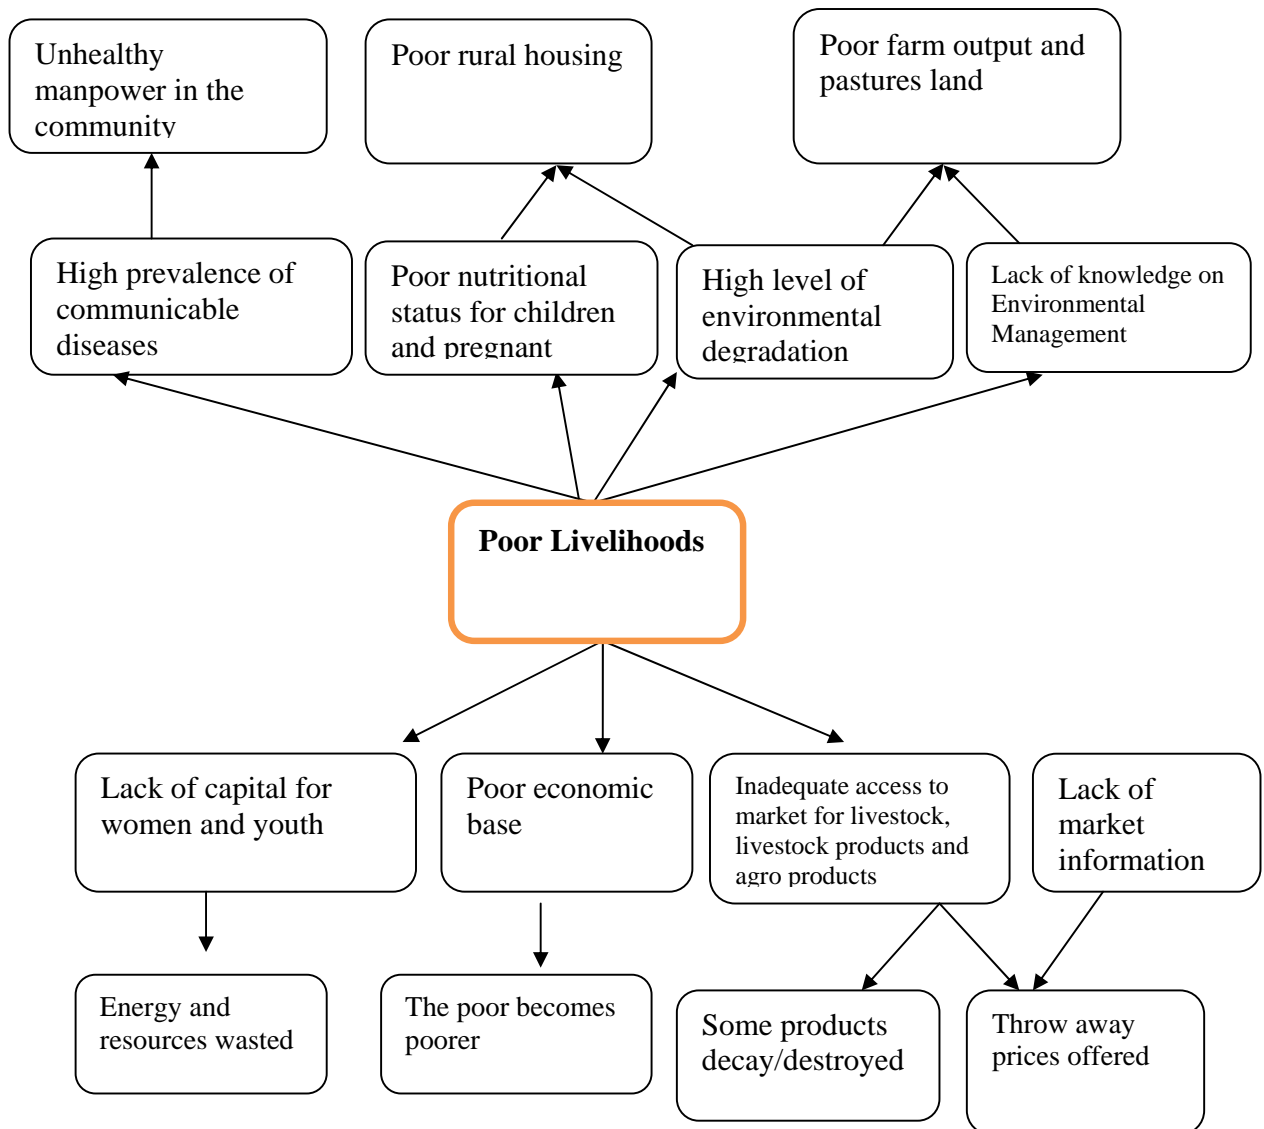 Unhealthy
manpower in the
community
Poor rural housing
Poor farm output and
pastures land
High prevalence of
communicable
diseases
Poor nutritional
status for children
and pregnant
High level of
environmental
degradation
Lack of knowledge on
Environmental
Management
Poor Livelihoods
Lack of capital for
women and youth
Poor economic
base
Inadequate access to
market for livestock,
livestock products and
agro products
Lack of
market
information
Energy and
resources wasted
The poor becomes
poorer
Some products
decay/destroyed
Throw away
prices offered